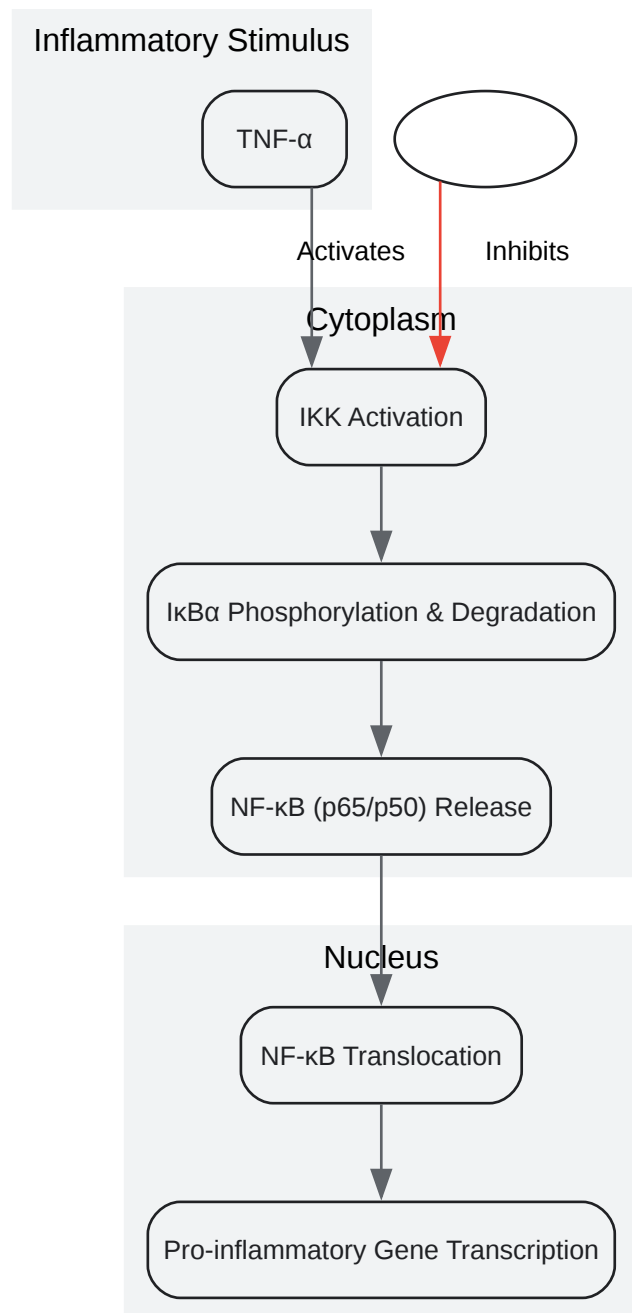 Inflammatory Stimulus
TNF-α
Activates
Inhibits
Cytoplasm
IKK Activation
IκBα Phosphorylation & Degradation
NF-κB (p65/p50) Release
Nucleus
NF-κB Translocation
Pro-inflammatory Gene Transcription